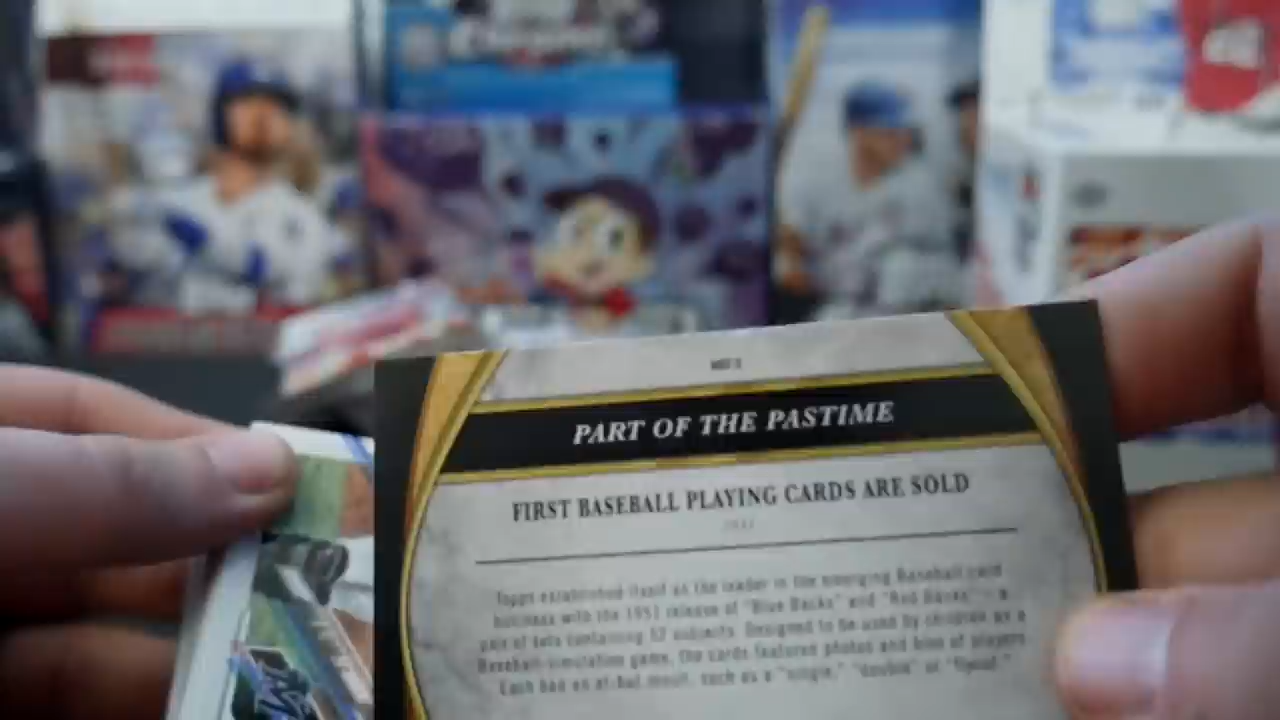 PART OF THE PASTIME
FIRST BASEBALL PLAYING CARDS ARE SOLD
Topps established itself as the leader in the emerging Baseball card
business with the 1951 release of "Blue Backs" and "Red Backs" – a
pair of sets containing 52 subjects. Designed to be used by children as a
Baseball-simulation game, the cards featured photos and bios of players
Each had an at-bat result, such as a "single," "double" or "flyout."